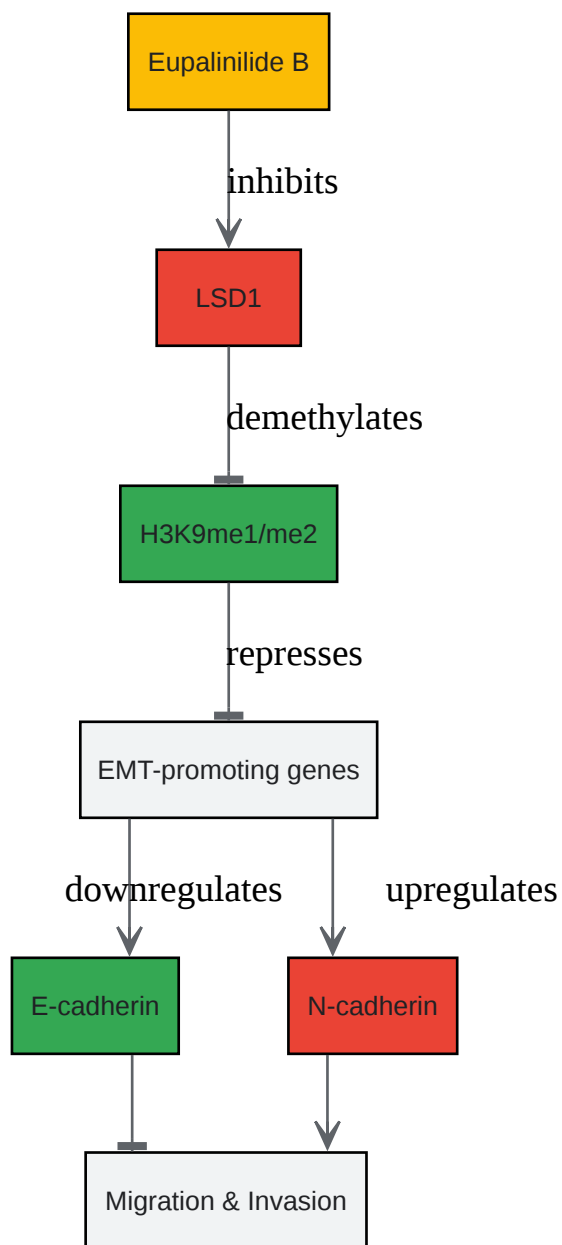 Eupalinilide B
inhibits
LSD1
demethylates
H3K9me1/me2
represses
EMT-promoting genes
downregulates
upregulates
E-cadherin
N-cadherin
Migration & Invasion